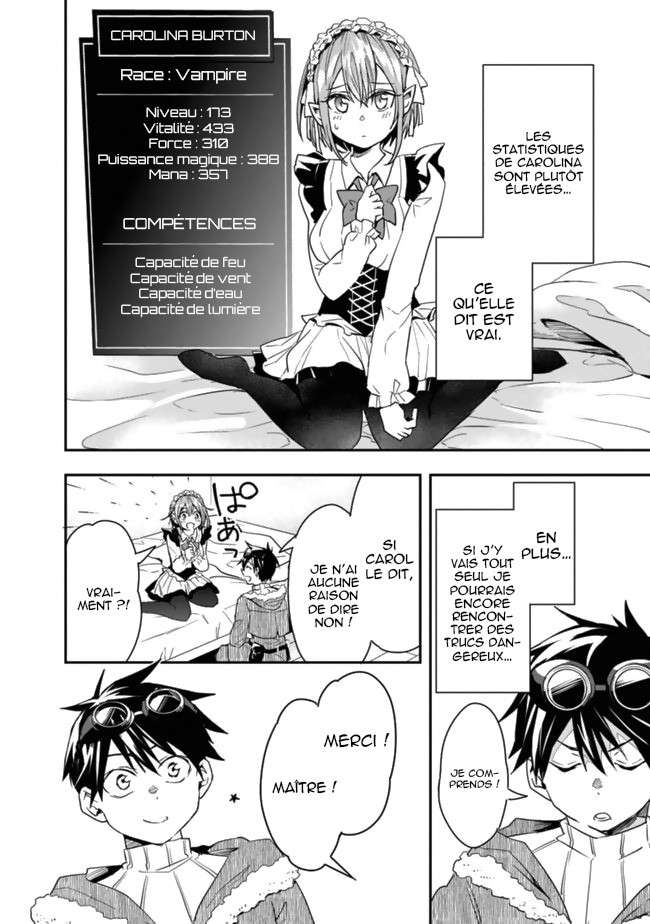 CAROLINA BURTON
Race : Vampire
Niveau : 173
Vitalité : 433
Force : 310
Puissance magique : 388
Mana : 357
COMPÉTENCES
Capacité de feu
Capacité de vent
Capacité d'eau
Capacité de lumière
LES
STATISTIQUES
DE CAROLINA
SONT PLUTÔT
ÉLEVÉES...
CE
QU'ELLE
DIT EST
VRAI.
EN
PLUS...
SI J'Y
VAIS TOUT
SEUL JE
POURRAIS
ENCORE
RENCON-
TRER DES
TRUCS DAN-
GEREUX...
JE COM-
PRENDS !
SI
CAROL
LE DIT,
JE N'AI
AUCUNE
RAISON
DE DIRE
NON !
ぱあっ
VRAI-
MENT ?!
MERCI !
MAÎTRE !